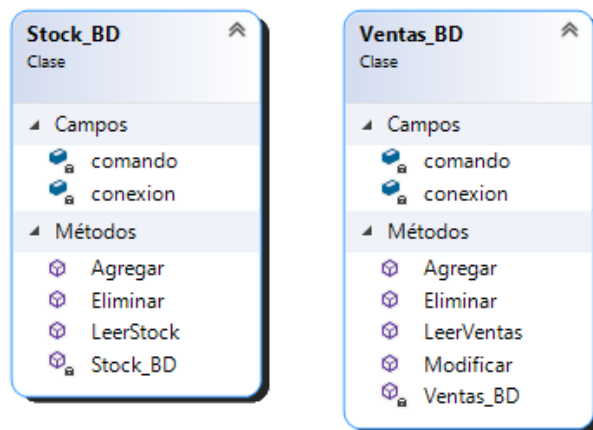 Stock_BD
Clase
Campos
comando
conexion
Métodos
Agregar
Eliminar
LeerStock
Stock_BD
Ventas_BD
Clase
Campos
comando
conexion
Métodos
Agregar
Eliminar
LeerVentas
Modificar
Ventas_BD